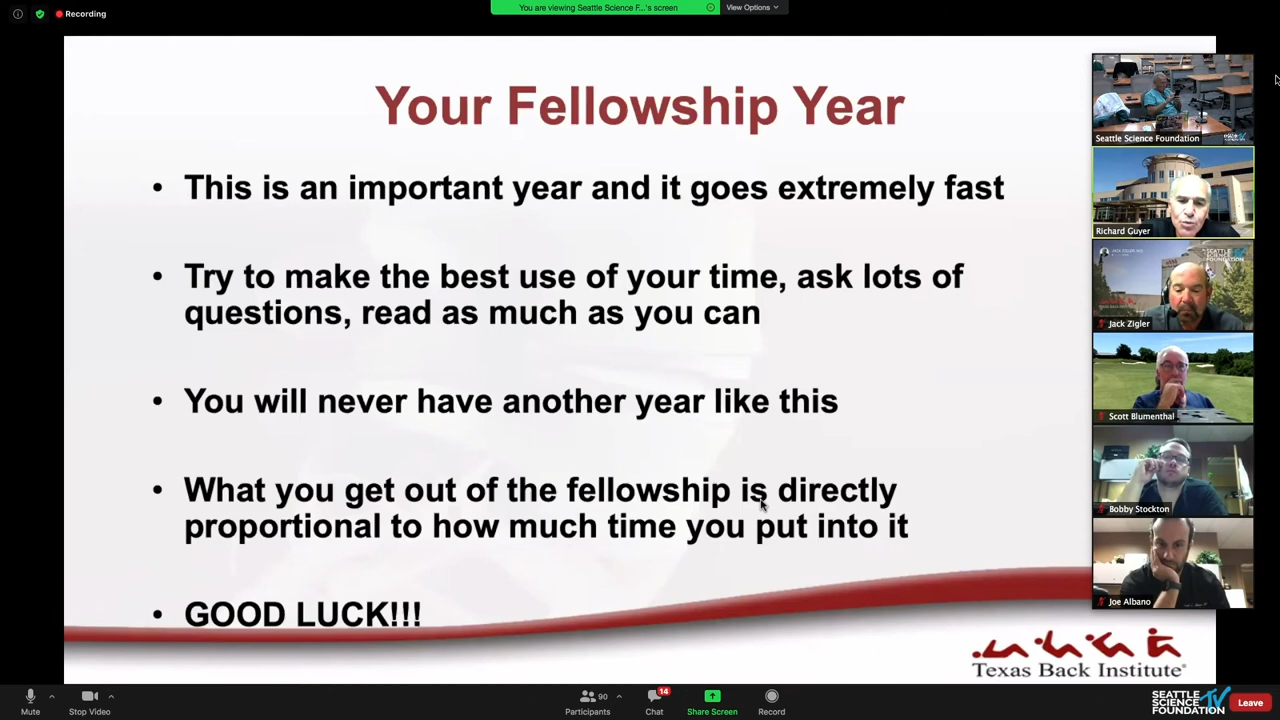 Recording
You are viewing Seattle Science F...'s screen
View Options
Your Fellowship Year
• This is an important year and it goes extremely fast
• Try to make the best use of your time, ask lots of
questions, read as much as you can
• You will never have another year like this
• What you get out of the fellowship is directly
proportional to how much time you put into it
• GOOD LUCK!!!
Texas Back Institute®
Seattle Science Foundation
Richard Guyer
SEATTLE
SCIENCE
FOUNDATION
Jack Zigler
Scott Blumenthal
Bobby Stockton
Joe Albano
Mute
Stop Video
90
Participants
14
Chat
Share Screen
Record
SEATTLE
SCIENCE
FOUNDATION
TV
Leave